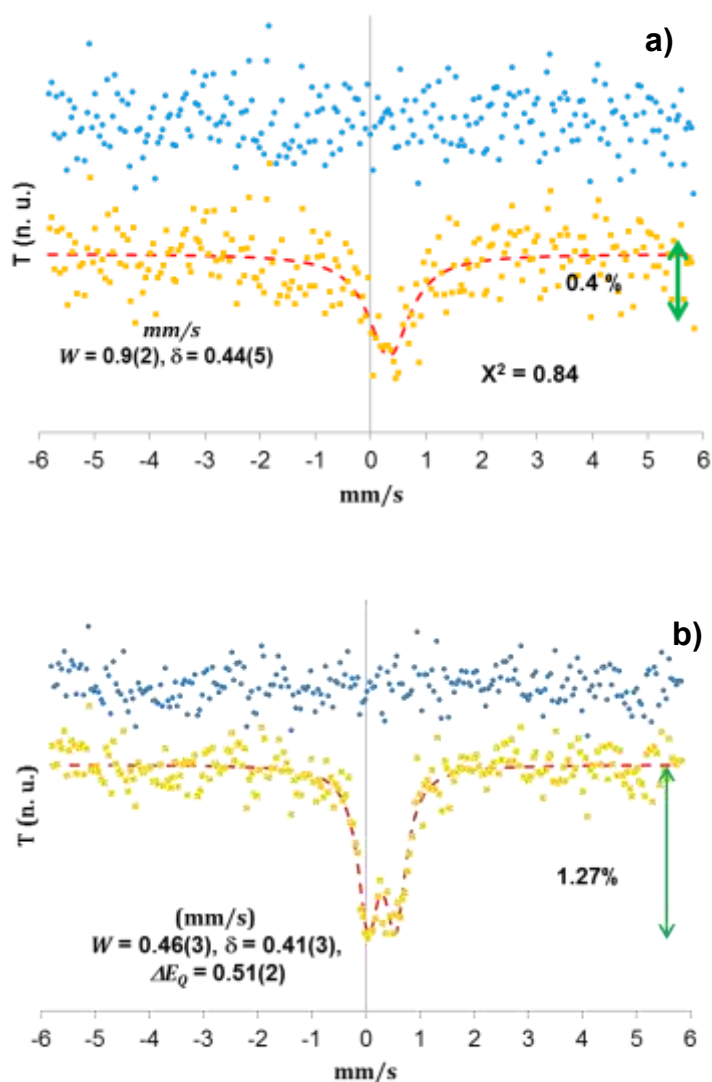 a)
T (n. u.)
0.4 %
mm/s
W = 0.9(2), δ = 0.44(5)
X² = 0.84
-6 -5 -4 -3 -2 -1 0 1 2 3 4 5 6
mm/s
b)
T (n. u.)
1.27%
(mm/s)
W = 0.46(3), δ = 0.41(3),
ΔE_Q = 0.51(2)
-6 -5 -4 -3 -2 -1 0 1 2 3 4 5 6
mm/s